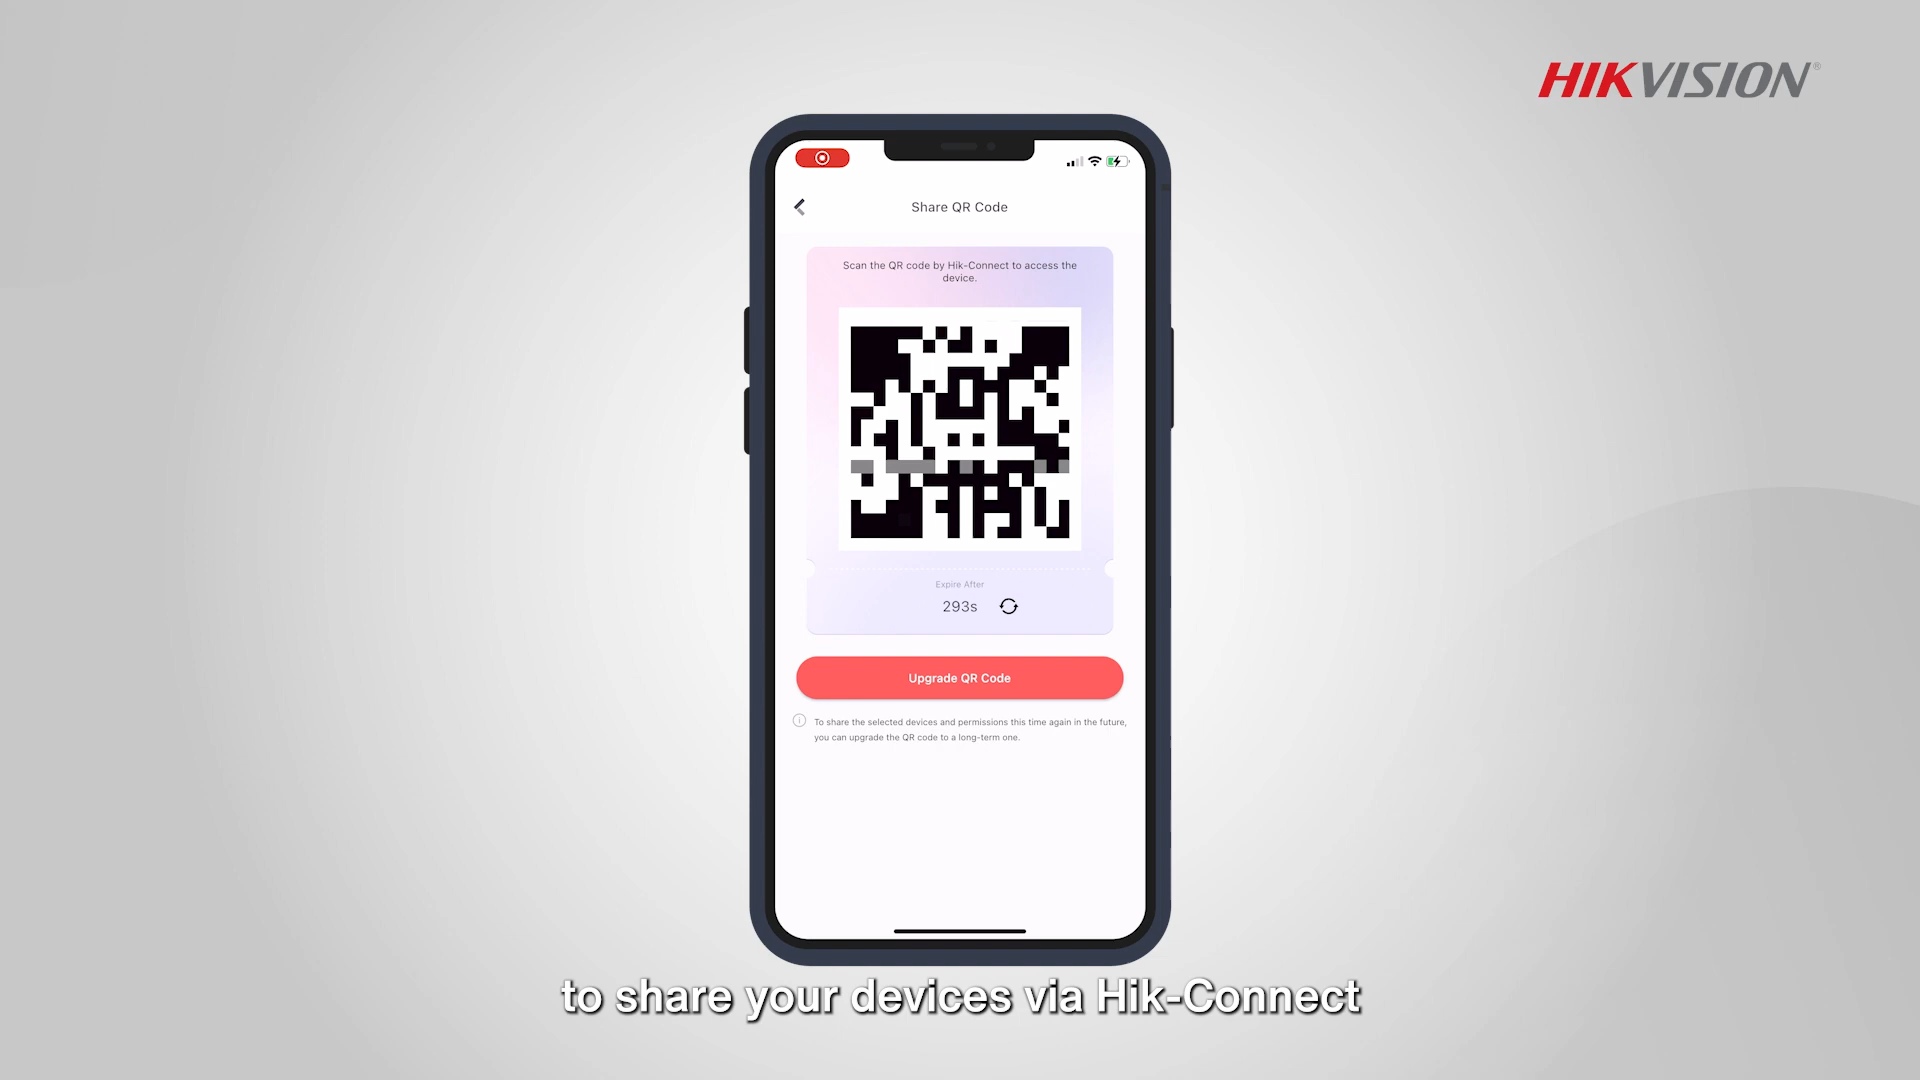 HIKVISION®
Share QR Code
Scan the QR code by Hik-Connect to access the
device.
Expire After
293s
Upgrade QR Code
To share the selected devices and permissions this time again in the future,
you can upgrade the QR code to a long-term one.
to share your devices via Hik-Connect